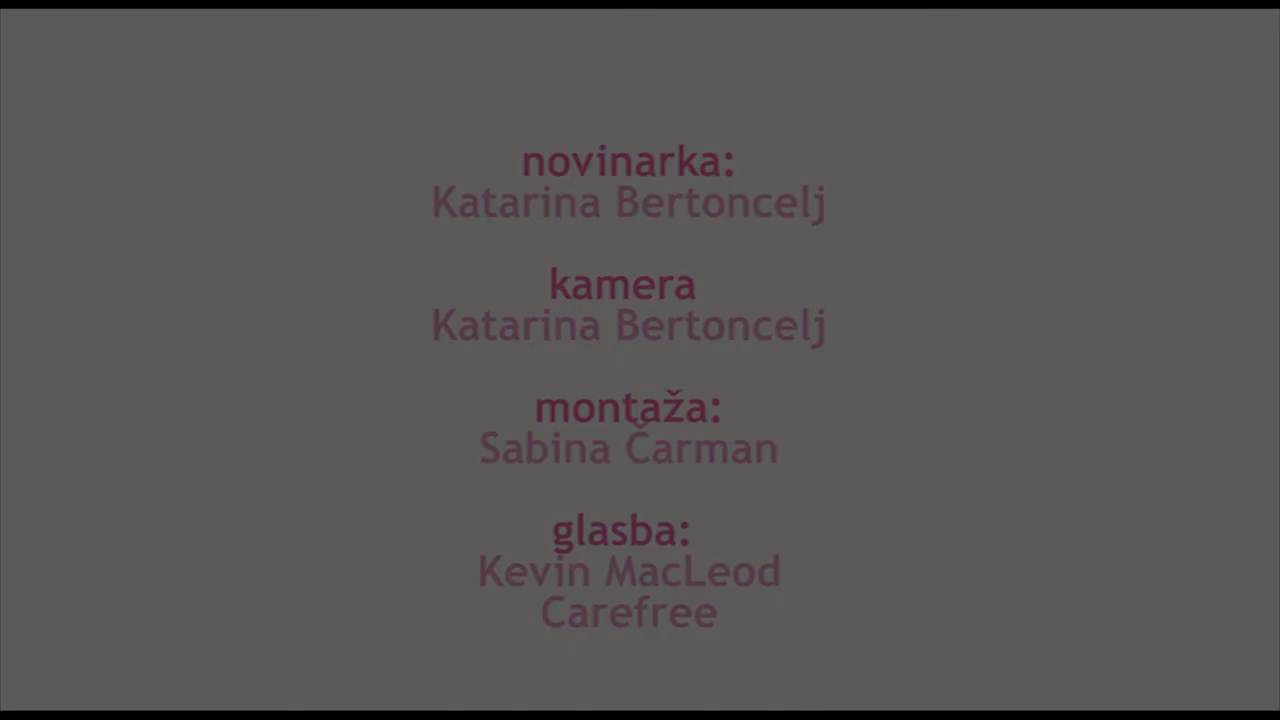 novinarka:
Katarina Bertoncelj
kamera
Katarina Bertoncelj
montaža:
Sabina Čarman
glasba:
Kevin MacLeod
Carefree